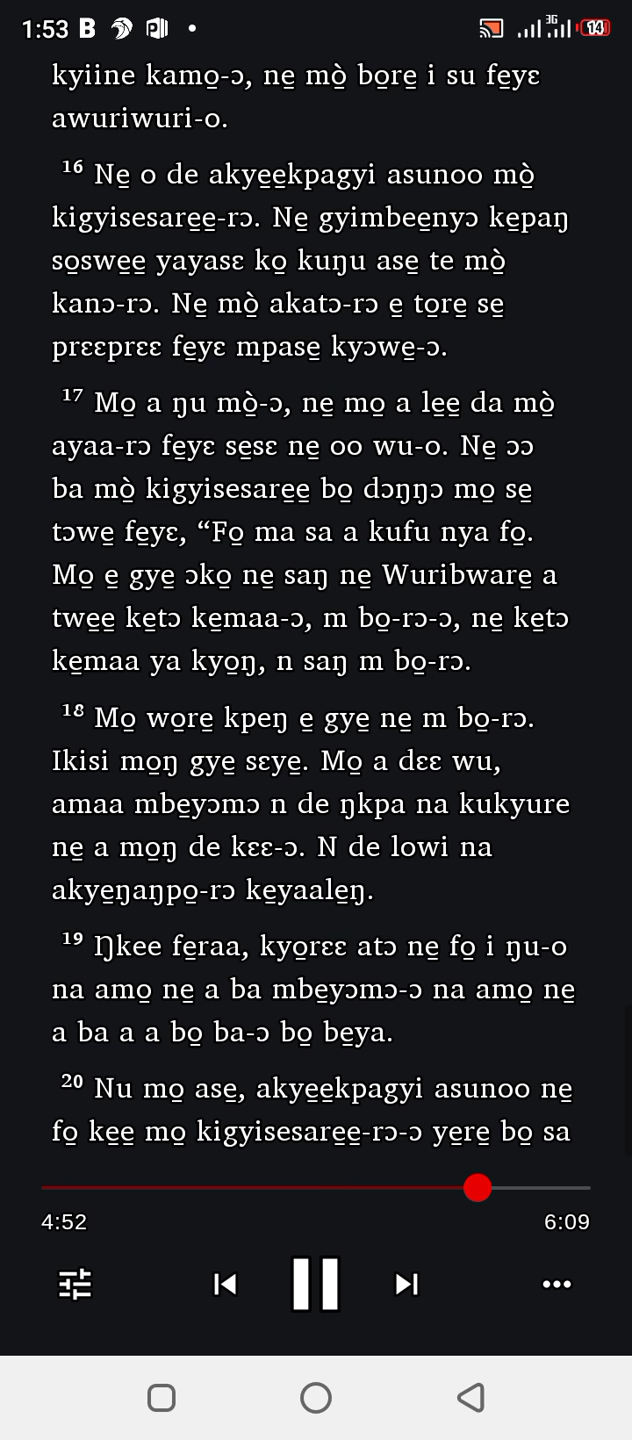 1:53 B
3G
14
kyiine kamo̱-ɔ, ne̱ mò̱ bo̱re̱ i su fe̱yɛ
awuriwuri-o.
16 Ne̱ o de akye̱e̱kpagyi asunoo mò̱
kigyisesare̱e̱-rɔ. Ne̱ gyimbee̱nyɔ ke̱paŋ
so̱swe̱e̱ yayasɛ ko̱ kuŋu ase̱ te mò̱
kanɔ-rɔ. Ne̱ mò̱ akatɔ-rɔ e̱ to̱re̱ se̱
prɛɛprɛɛ fe̱yɛ mpase̱ kyɔwe̱-ɔ.
17 Mo̱ a ŋu mò̱-ɔ, ne̱ mo̱ a le̱e̱ da mò̱
ayaa-rɔ fe̱yɛ se̱sɛ ne̱ oo wu-o. Ne̱ ɔɔ
ba mò̱ kigyisesare̱e̱ bo̱ dɔŋŋɔ mo̱ se̱
tɔwe̱ fe̱yɛ, “Fo̱ ma sa a kufu nya fo̱.
Mo̱ e̱ gye̱ ɔko̱ ne̱ saŋ ne̱ Wuribware̱ a
twe̱e̱ ke̱tɔ ke̱maa-ɔ, m bo̱-rɔ-ɔ, ne̱ ke̱tɔ
ke̱maa ya kyo̱ŋ, n saŋ m bo̱-rɔ.
18 Mo̱ wo̱re̱ kpeŋ e̱ gye̱ ne̱ m bo̱-rɔ.
Ikisi mo̱ŋ gye̱ sɛye̱. Mo̱ a dɛɛ wu,
amaa mbe̱yɔmɔ n de ŋkpa na kukyure
ne̱ a mo̱ŋ de kɛɛ-ɔ. N de lowi na
akye̱ŋaŋpo̱-rɔ ke̱yaale̱ŋ.
19 Ŋkee fe̱raa, kyo̱rɛɛ atɔ ne̱ fo̱ i ŋu-o
na amo̱ ne̱ a ba mbe̱yɔmɔ-ɔ na amo̱ ne̱
a ba a a bo̱ ba-ɔ bo̱ be̱ya.
20 Nu mo̱ ase̱, akye̱e̱kpagyi asunoo ne̱
fo̱ ke̱e̱ mo̱ kigyisesare̱e̱-rɔ-ɔ ye̱re̱ bo̱ sa
4:52
6:09